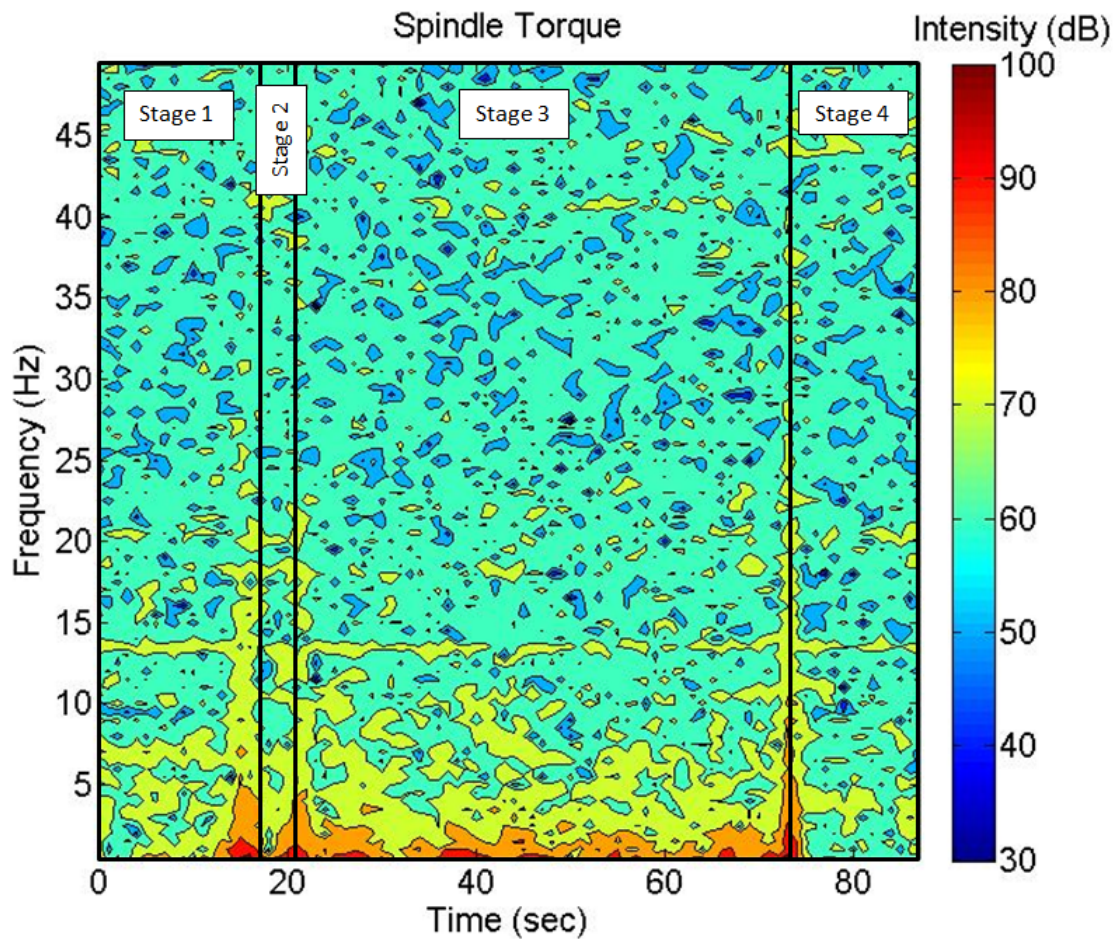 Spindle Torque
Intensity (dB)
Stage 1
Stage 2
Stage 3
Stage 4
Frequency (Hz)
45
40
35
30
25
20
15
10
5
0
20
40
60
80
Time (sec)
100
90
80
70
60
50
40
30